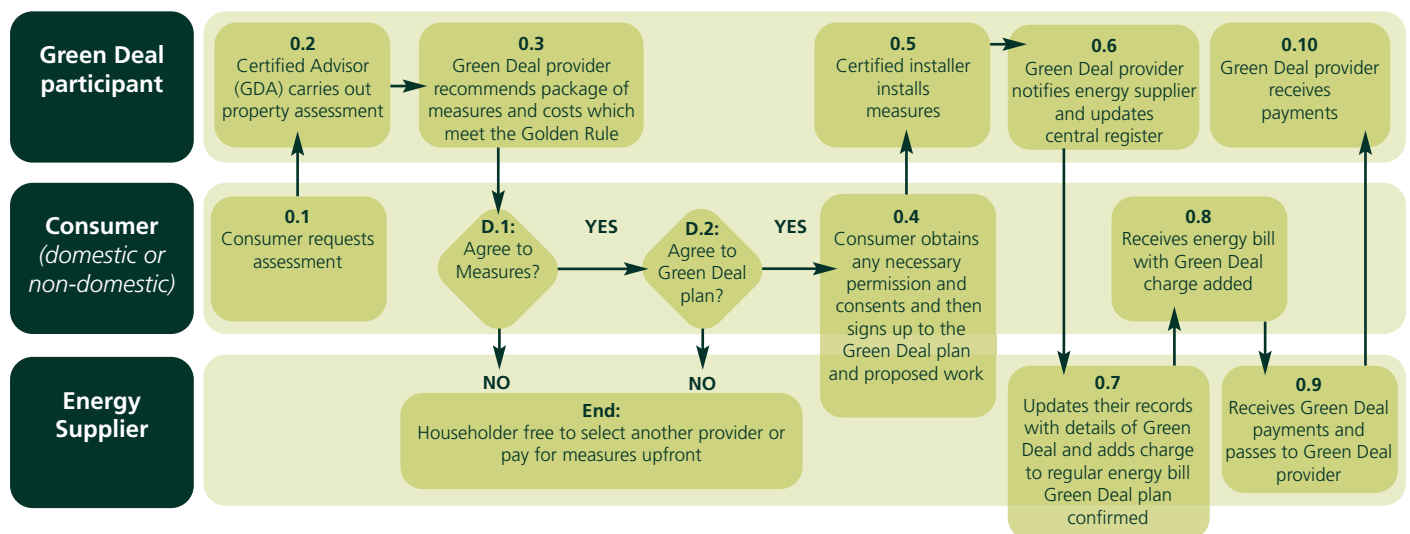 Green Deal
participant
0.2
Certified Advisor
(GDA) carries out
property assessment
0.3
Green Deal provider
recommends package of
measures and costs which
meet the Golden Rule
0.5
Certified installer
installs
measures
0.6
Green Deal provider
notifies energy supplier
and updates
central register
0.10
Green Deal provider
receives
payments
Consumer
(domestic or
non-domestic)
0.1
Consumer requests
assessment
D.1:
Agree to
Measures?
YES
D.2:
Agree to
Green Deal
plan?
YES
0.4
Consumer obtains
any necessary
permission and
consents and then
signs up to the
Green Deal plan
and proposed work
0.8
Receives energy bill
with Green Deal
charge added
Energy
Supplier
NO
NO
End:
Householder free to select another provider or
pay for measures upfront
0.7
Updates their records
with details of Green
Deal and adds charge
to regular energy bill
Green Deal plan
confirmed
0.9
Receives Green Deal
payments and
passes to Green Deal
provider